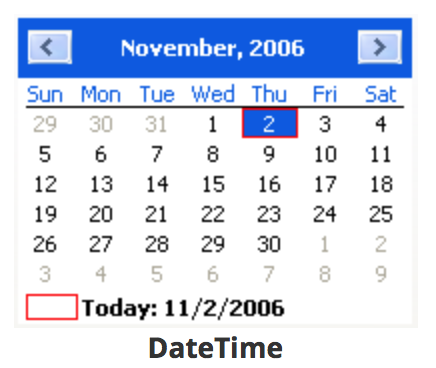 November, 2006
Sun Mon Tue Wed Thu Fri Sat
29 30 31 1 2 3 4
5 6 7 8 9 10 11
12 13 14 15 16 17 18
19 20 21 22 23 24 25
26 27 28 29 30 1 2
3 4 5 6 7 8 9
Today: 11/2/2006
DateTime